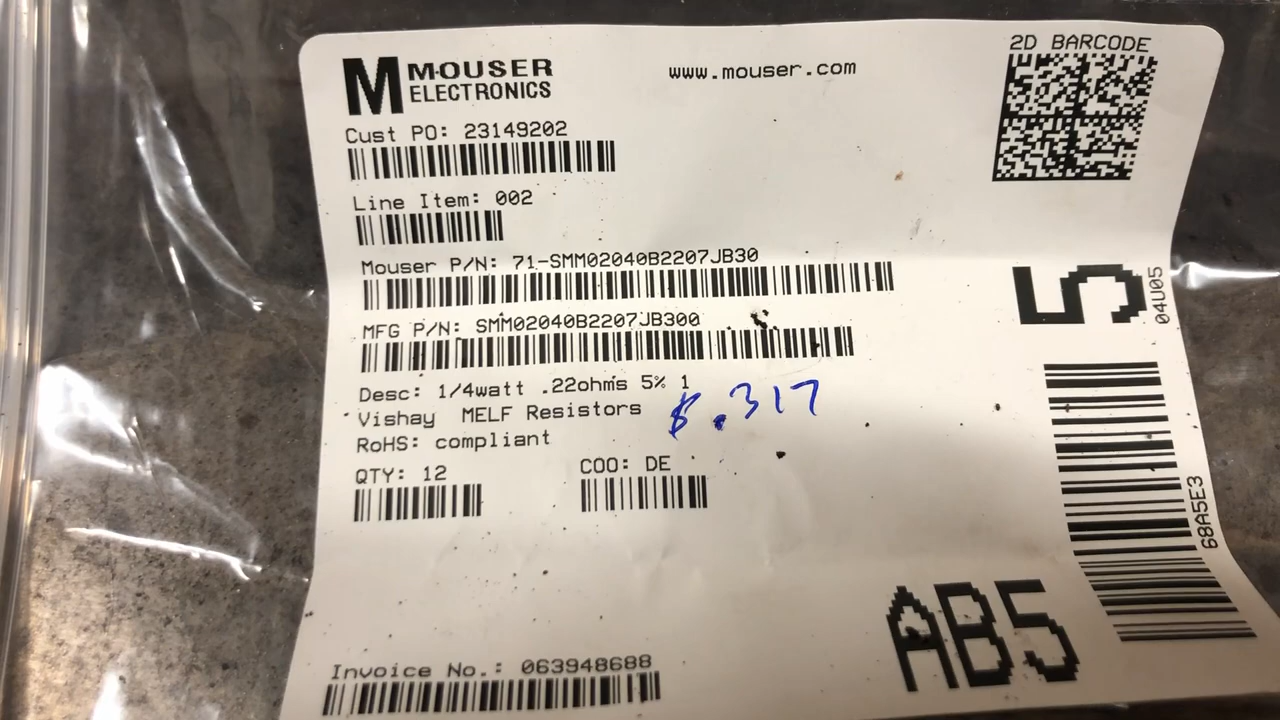 MOUSER
ELECTRONICS
www.mouser.com
2D BARCODE
Cust PO: 23149202
Line Item: 002
Mouser P/N: 71-SMM02040B2207JB30
MFG P/N: SMM02040B2207JB300
Desc: 1/4watt .22ohms 5% 1
Vishay MELF Resistors
$.317
RoHS: compliant
QTY: 12
COO: DE
5
04U05
68A5E3
AB5
Invoice No.: 063948688